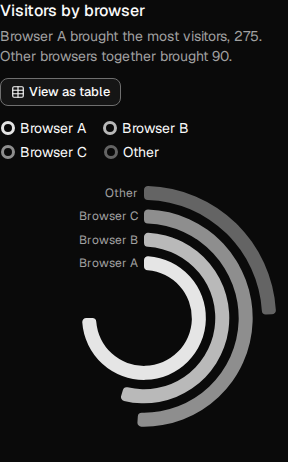 Visitors by browser
Browser A brought the most visitors, 275.
Other browsers together brought 90.
View as table
Browser A
Browser B
Browser C
Other
Other
Browser C
Browser B
Browser A